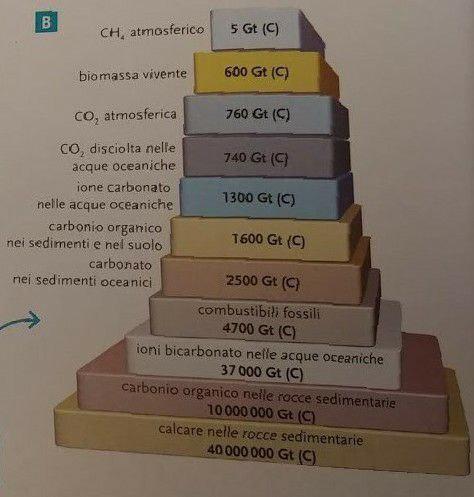 B
CH₄ atmosferico
5 Gt (C)
biomassa vivente
600 Gt (C)
CO₂ atmosferica
760 Gt (C)
CO₂ disciolta nelle
acque oceaniche
740 Gt (C)
ione carbonato
nelle acque oceaniche
1300 Gt (C)
carbonio organico
nei sedimenti e nel suolo
1600 Gt (C)
carbonato
nei sedimenti oceanici
2500 Gt (C)
combustibili fossili
4700 Gt (C)
ioni bicarbonato nelle acque oceaniche
37 000 Gt (C)
carbonio organico nelle rocce sedimentarie
10 000 000 Gt (C)
calcare nelle rocce sedimentarie
40 000 000 Gt (C)